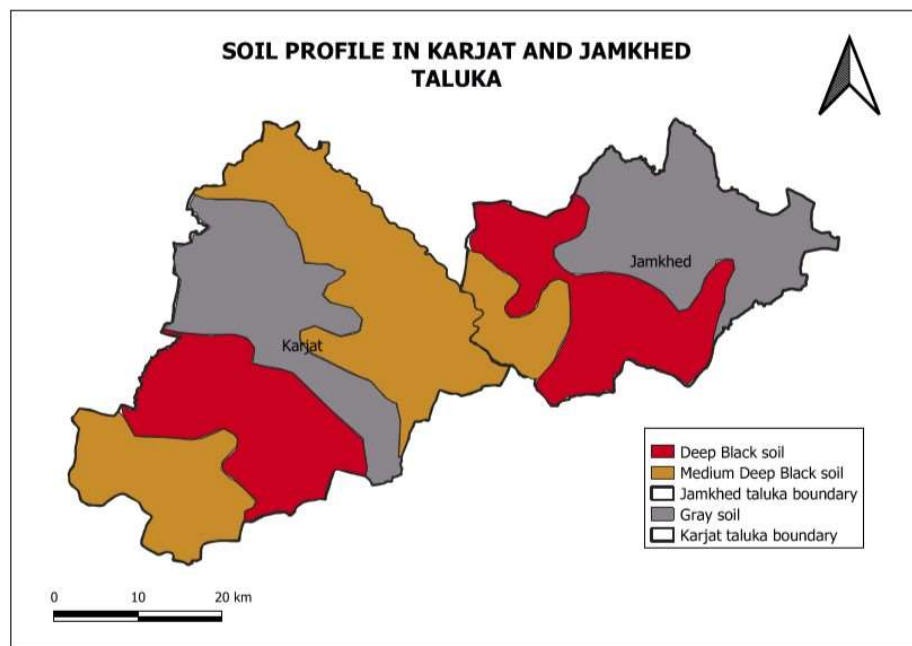 SOIL PROFILE IN KARJAT AND JAMKHED
TALUKA
Jamkhed
Karjat
Deep Black soil
Medium Deep Black soil
Jamkhed taluka boundary
Gray soil
Karjat taluka boundary
0 10 20 km